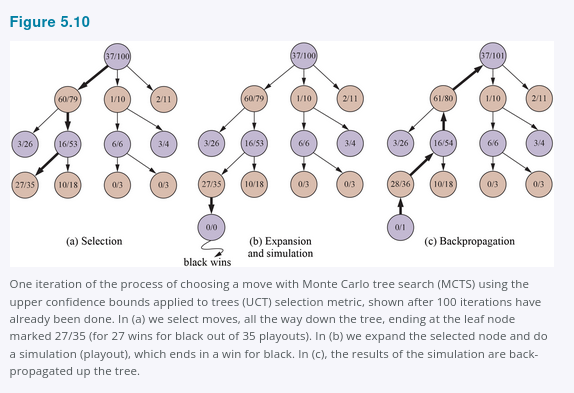 Figure 5.10
37/100 37/100 37/101
60/79 1/10 2/11 60/79 1/10 2/11 61/80 1/10 2/11
3/26 16/53 6/6 3/4 3/26 16/53 6/6 3/4 3/26 16/54 6/6 3/4
27/35 10/18 0/3 0/3 27/35 10/18 0/3 0/3 28/36 10/18 0/3 0/3
0/0 0/1
(a) Selection (b) Expansion (c) Backpropagation
and simulation
black wins
One iteration of the process of choosing a move with Monte Carlo tree search (MCTS) using the
upper confidence bounds applied to trees (UCT) selection metric, shown after 100 iterations have
already been done. In (a) we select moves, all the way down the tree, ending at the leaf node
marked 27/35 (for 27 wins for black out of 35 playouts). In (b) we expand the selected node and do
a simulation (playout), which ends in a win for black. In (c), the results of the simulation are back-
propagated up the tree.